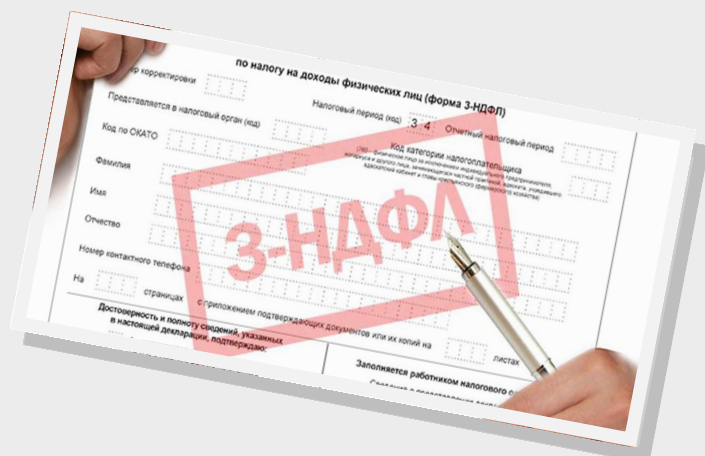 по налогу на доходы физических лиц (форма 3-НДФЛ)
корректировки
Налоговый период (код) 3 4 Отчетный налоговый период
Представляется в налоговый орган (код)
Код категории налогоплательщика
Код по ОКАТО
Фамилия
Имя
Отчество
3-НДФЛ
Номер контактного телефона
На страницах с приложением подтверждающих документов или их копий на листах
Достоверность и полноту сведений, указанных
в настоящей декларации, подтверждаю:
Заполняется работником налогового